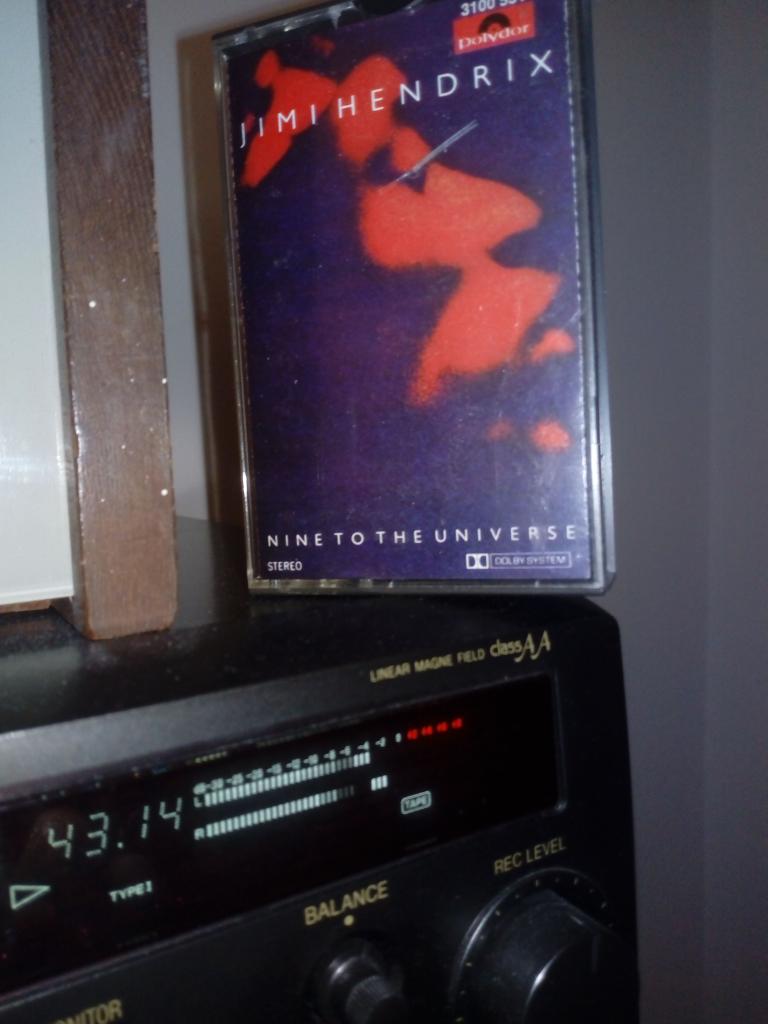 3100
polydor
JIMI HENDRIX
NINE TO THE UNIVERSE
STEREO
DOLBY SYSTEM
LINEAR MAGNE FIELD class AA
L
R
43.14
TAPE
TYPE I
REC LEVEL
BALANCE